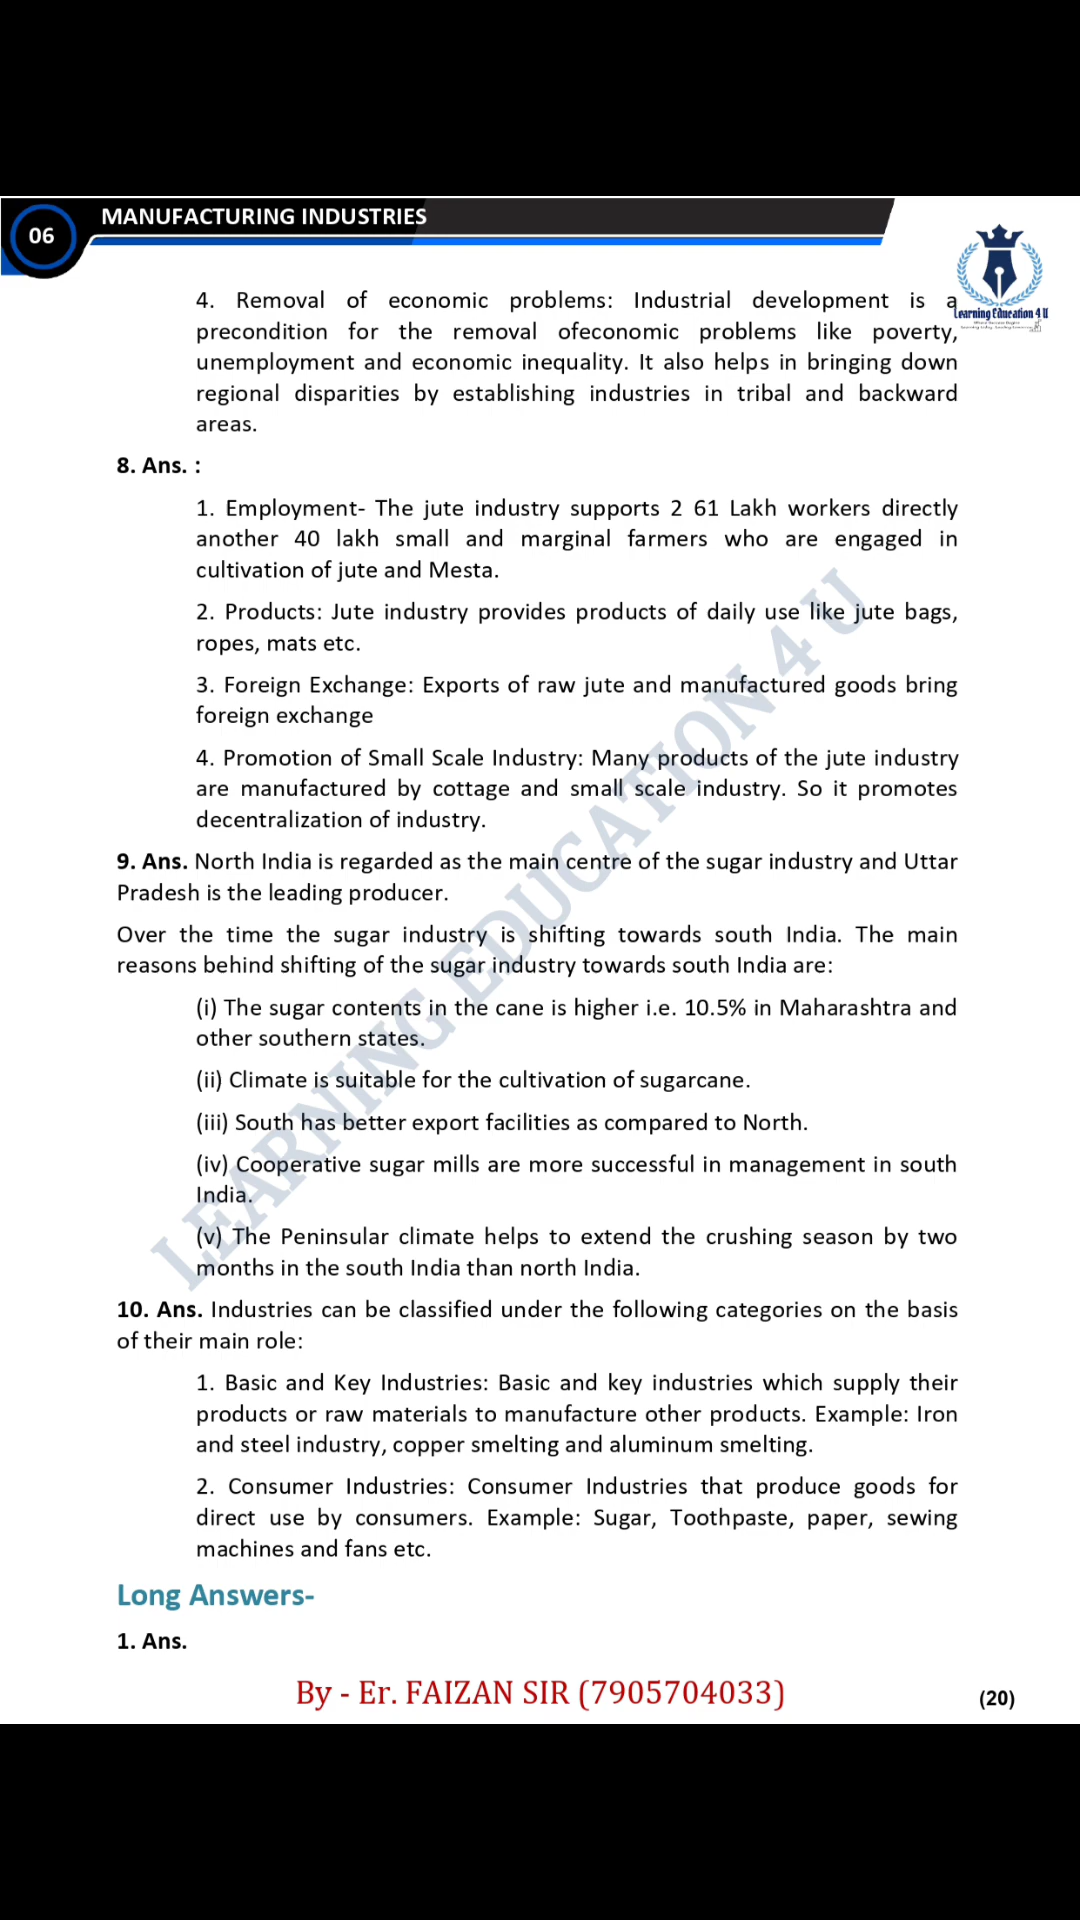 06
MANUFACTURING INDUSTRIES
Learning Education 4 U
4. Removal of economic problems: Industrial development is a
precondition for the removal ofeconomic problems like poverty,
unemployment and economic inequality. It also helps in bringing down
regional disparities by establishing industries in tribal and backward
areas.
8. Ans. :
1. Employment- The jute industry supports 2 61 Lakh workers directly
another 40 lakh small and marginal farmers who are engaged in
cultivation of jute and Mesta.
2. Products: Jute industry provides products of daily use like jute bags,
ropes, mats etc.
3. Foreign Exchange: Exports of raw jute and manufactured goods bring
foreign exchange
4. Promotion of Small Scale Industry: Many products of the jute industry
are manufactured by cottage and small scale industry. So it promotes
decentralization of industry.
9. Ans. North India is regarded as the main centre of the sugar industry and Uttar
Pradesh is the leading producer.
Over the time the sugar industry is shifting towards south India. The main
reasons behind shifting of the sugar industry towards south India are:
(i) The sugar contents in the cane is higher i.e. 10.5% in Maharashtra and
other southern states.
(ii) Climate is suitable for the cultivation of sugarcane.
(iii) South has better export facilities as compared to North.
(iv) Cooperative sugar mills are more successful in management in south
India.
(v) The Peninsular climate helps to extend the crushing season by two
months in the south India than north India.
10. Ans. Industries can be classified under the following categories on the basis
of their main role:
1. Basic and Key Industries: Basic and key industries which supply their
products or raw materials to manufacture other products. Example: Iron
and steel industry, copper smelting and aluminum smelting.
2. Consumer Industries: Consumer Industries that produce goods for
direct use by consumers. Example: Sugar, Toothpaste, paper, sewing
machines and fans etc.
Long Answers-
1. Ans.
LEARNING EDUCATION 4 U
By - Er. FAIZAN SIR (7905704033)
(20)